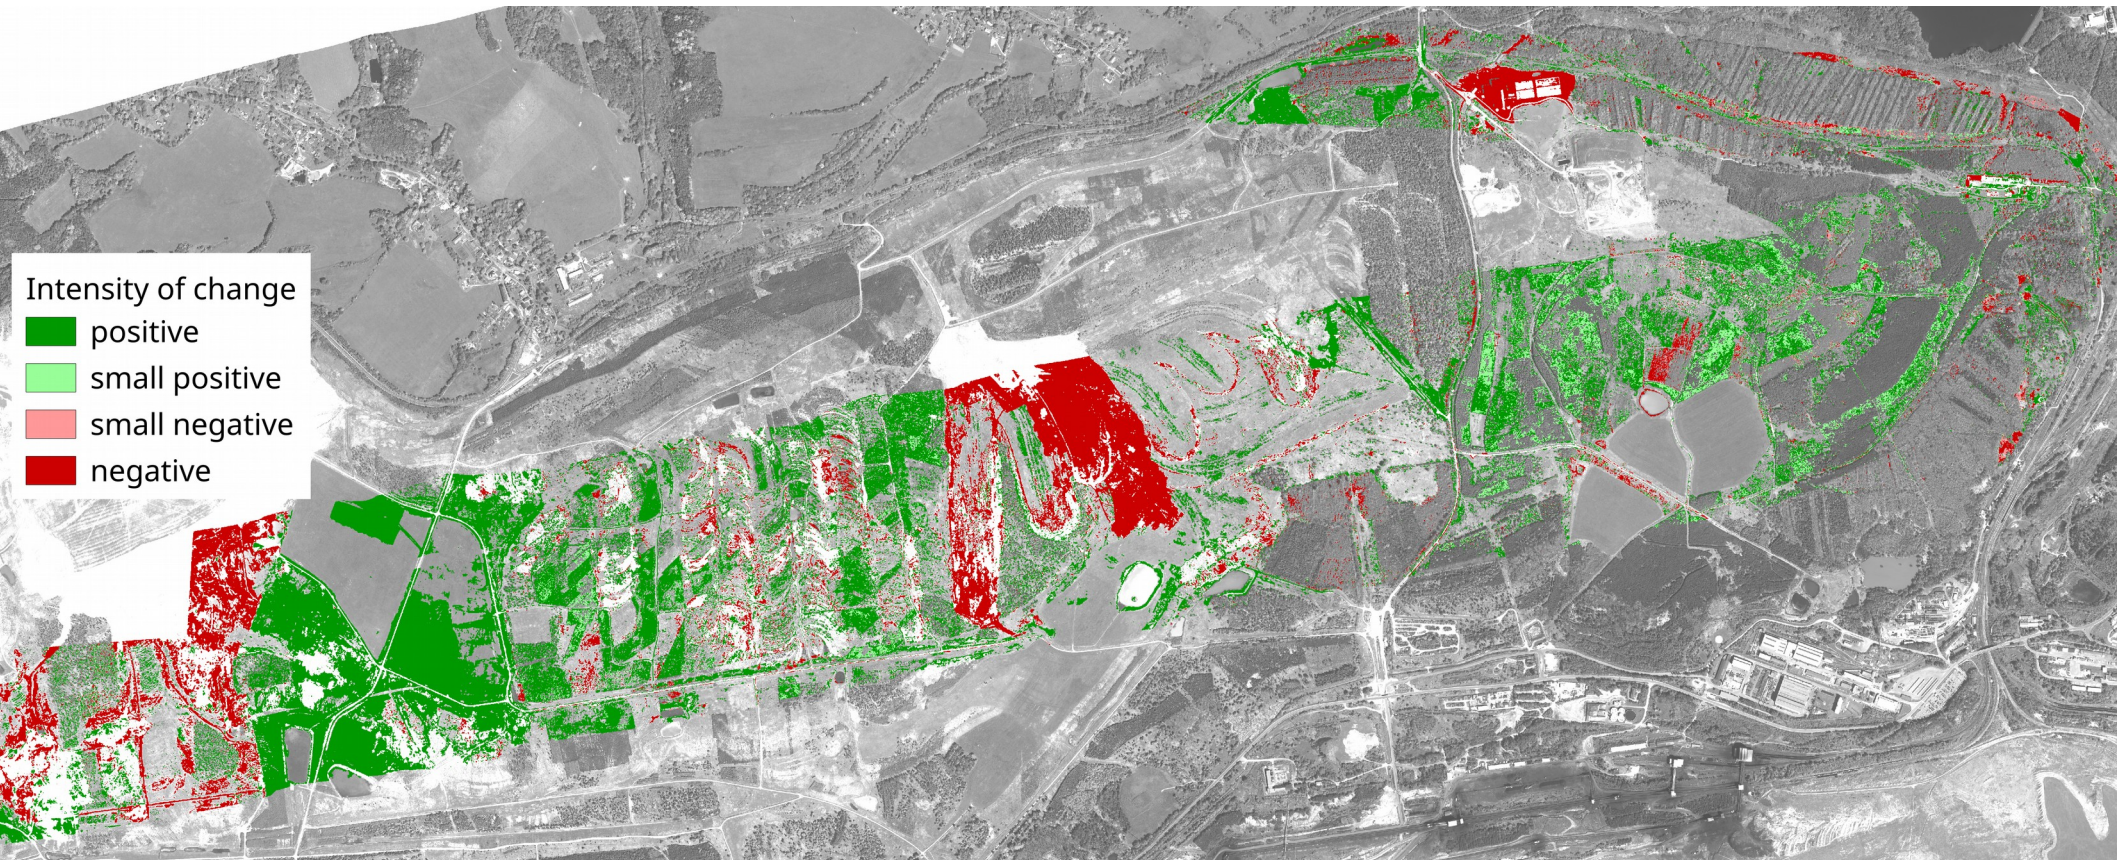 Intensity of change
positive
small positive
small negative
negative